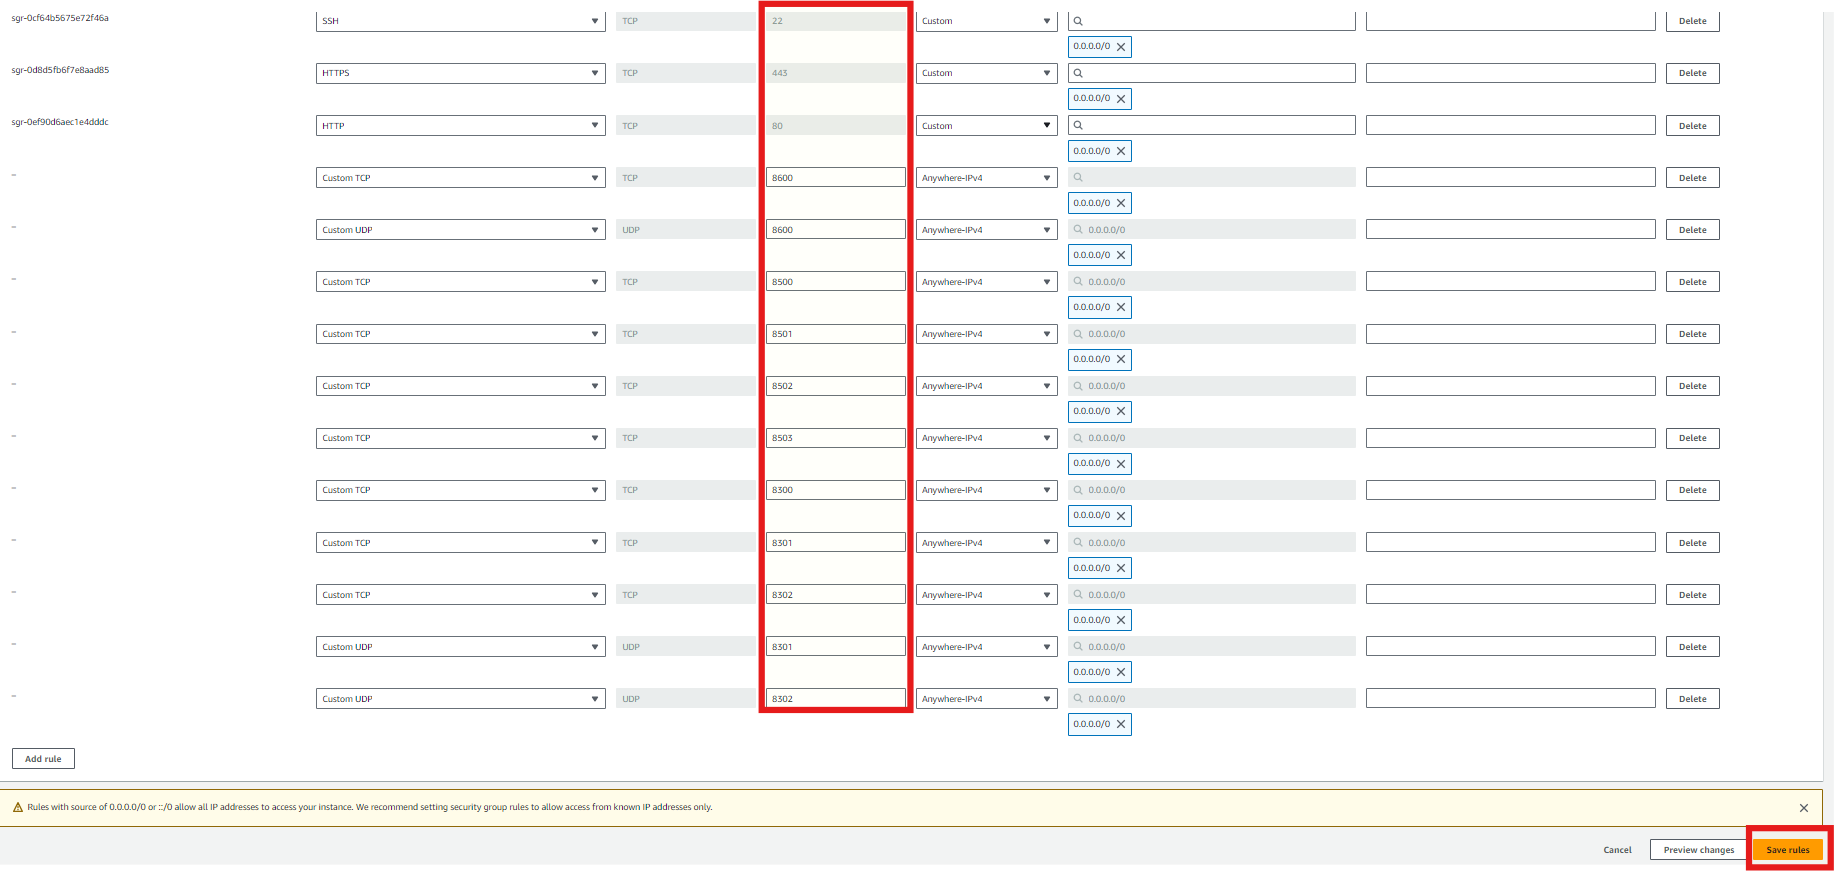 sgr-0cf64b5675e72f46a SSH TCP 22 Custom Delete
0.0.0.0/0
sgr-0d8d5fb6f7e8aad85 HTTPS TCP 443 Custom Delete
0.0.0.0/0
sgr-0ef90d6aec1e4dddc HTTP TCP 80 Custom Delete
0.0.0.0/0
– Custom TCP TCP 8600 Anywhere-IPv4 Delete
0.0.0.0/0
– Custom UDP UDP 8600 Anywhere-IPv4 0.0.0.0/0 Delete
0.0.0.0/0
– Custom TCP TCP 8500 Anywhere-IPv4 0.0.0.0/0 Delete
0.0.0.0/0
– Custom TCP TCP 8501 Anywhere-IPv4 0.0.0.0/0 Delete
0.0.0.0/0
– Custom TCP TCP 8502 Anywhere-IPv4 0.0.0.0/0 Delete
0.0.0.0/0
– Custom TCP TCP 8503 Anywhere-IPv4 0.0.0.0/0 Delete
0.0.0.0/0
– Custom TCP TCP 8300 Anywhere-IPv4 0.0.0.0/0 Delete
0.0.0.0/0
– Custom TCP TCP 8301 Anywhere-IPv4 0.0.0.0/0 Delete
0.0.0.0/0
– Custom TCP TCP 8302 Anywhere-IPv4 0.0.0.0/0 Delete
0.0.0.0/0
– Custom UDP UDP 8301 Anywhere-IPv4 0.0.0.0/0 Delete
0.0.0.0/0
– Custom UDP UDP 8302 Anywhere-IPv4 0.0.0.0/0 Delete
0.0.0.0/0
Add rule
Rules with source of 0.0.0.0/0 or ::/0 allow all IP addresses to access your instance. We recommend setting security group rules to allow access from known IP addresses only.
Cancel Preview changes Save rules